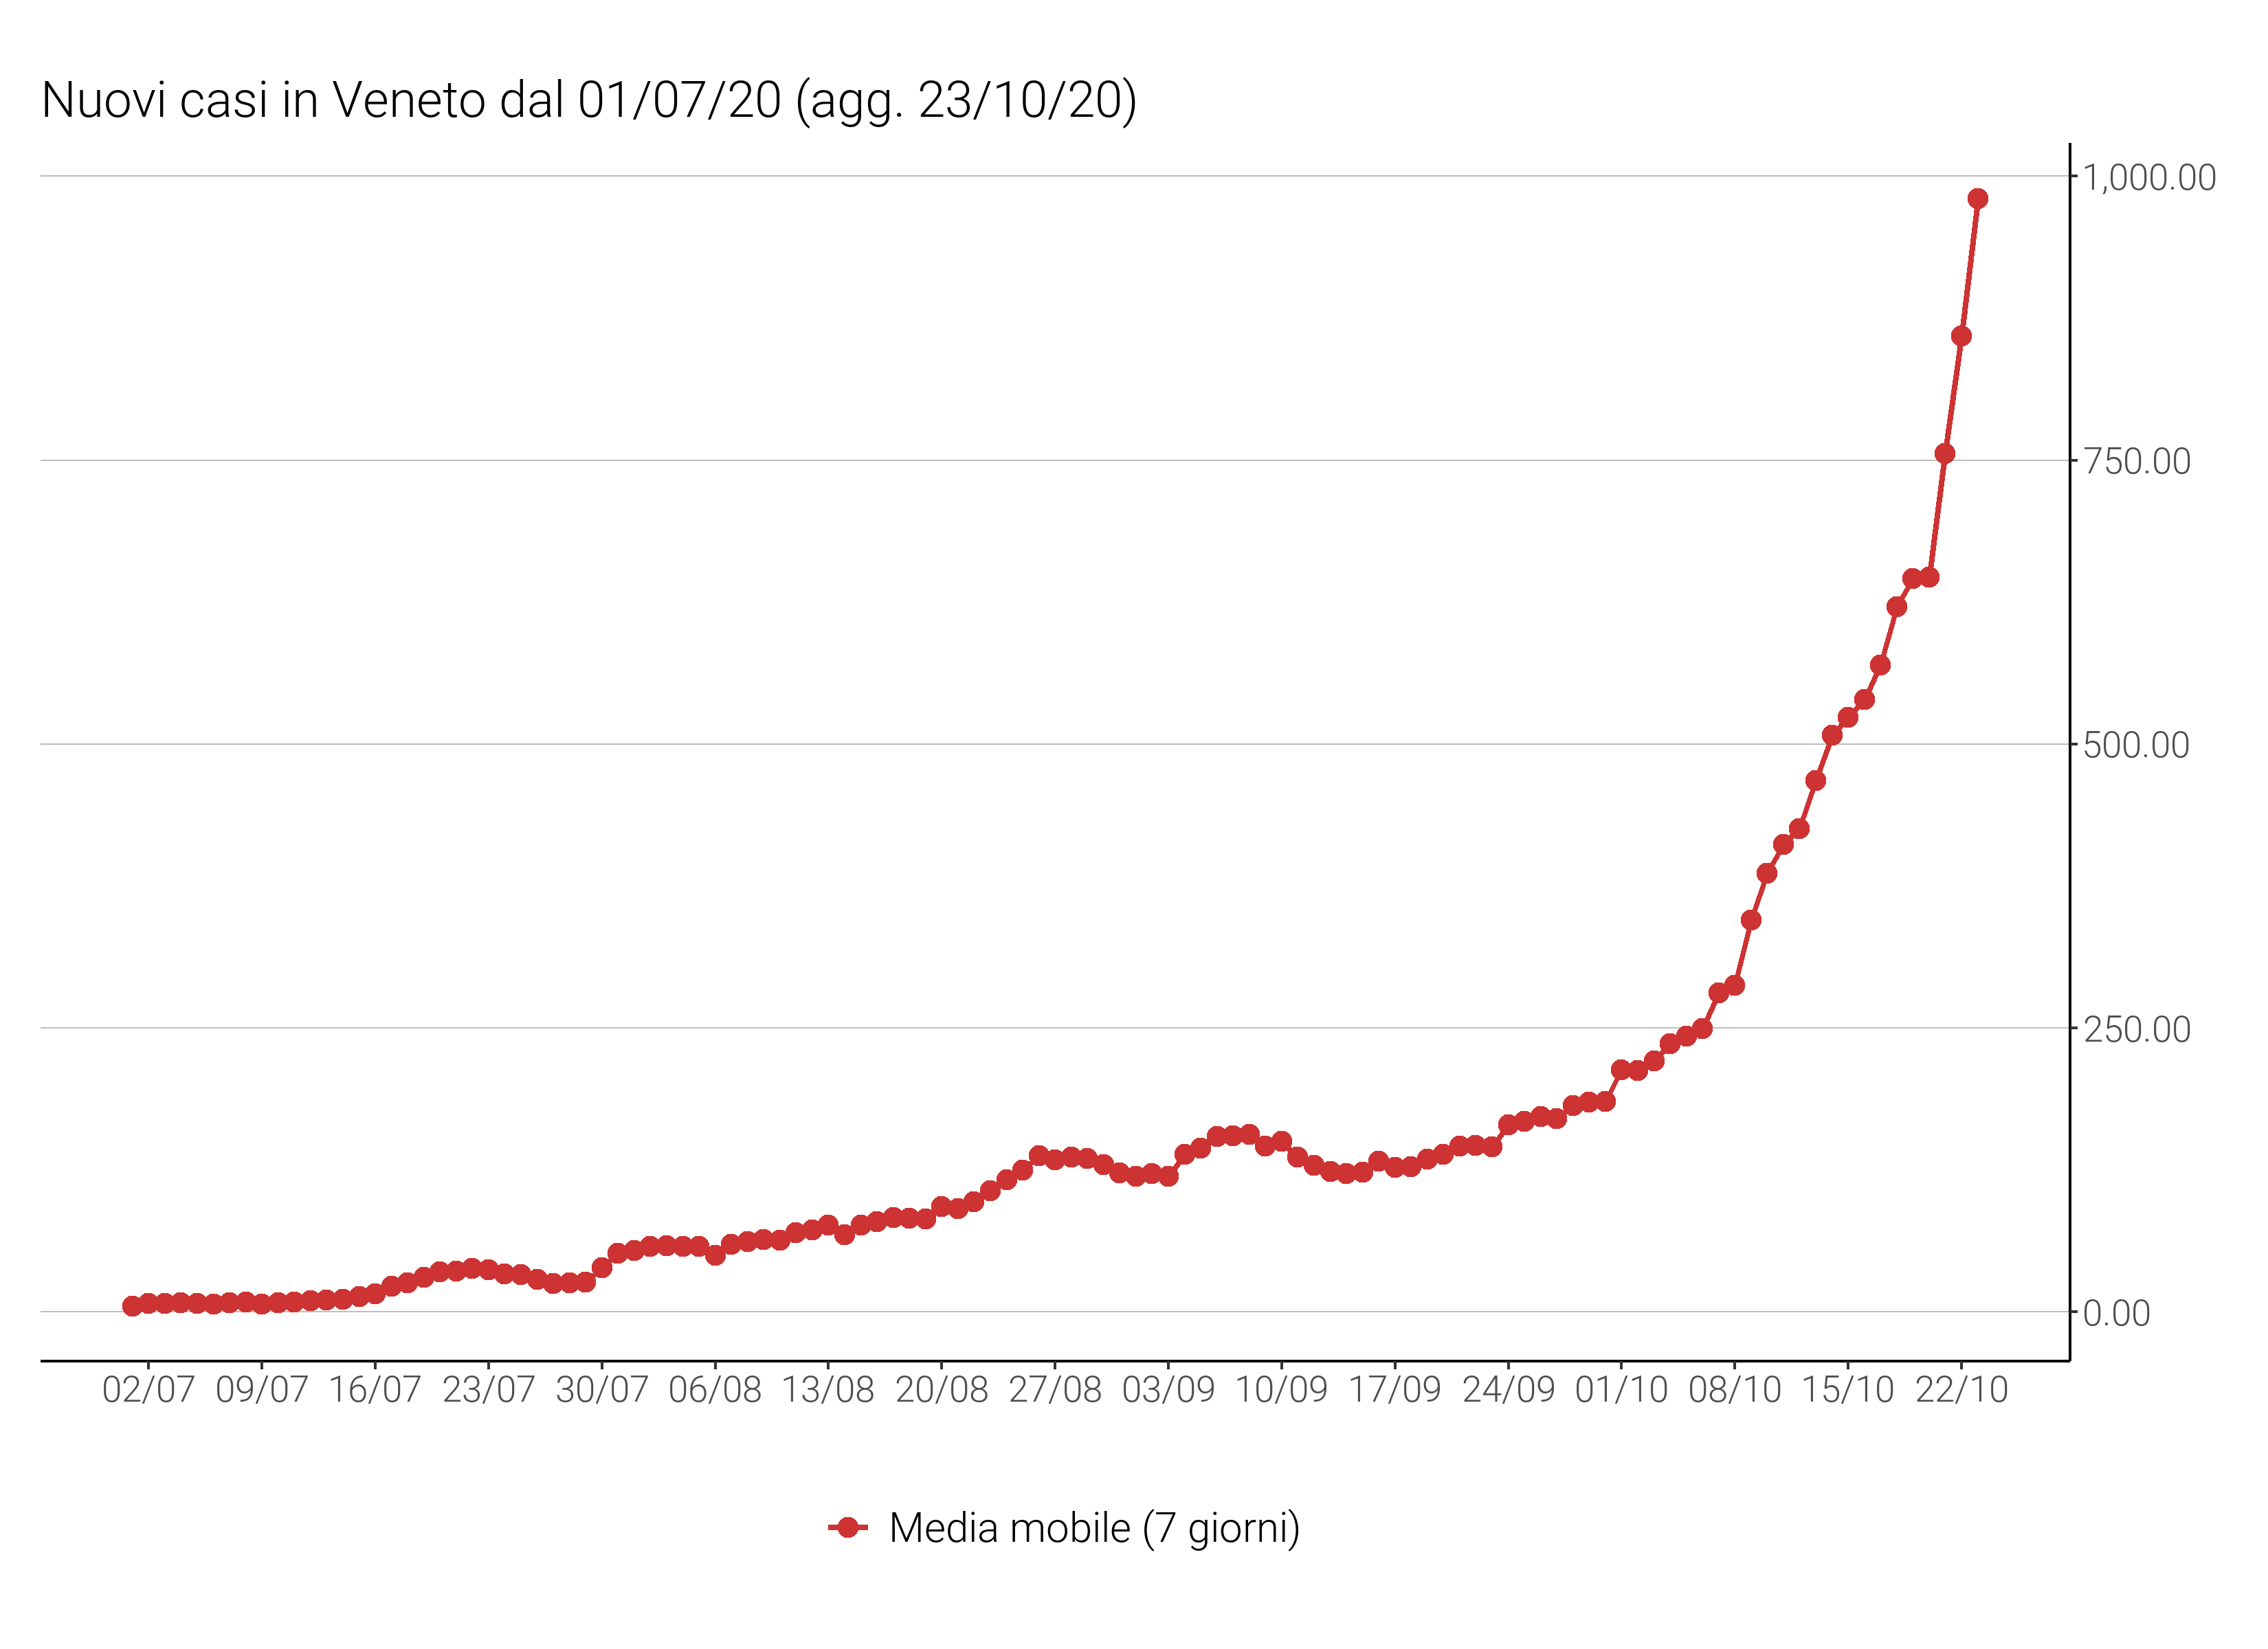 Nuovi casi in Veneto dal 01/07/20 (agg. 23/10/20)
1,000.00
750.00
500.00
250.00
0.00
02/07 09/07 16/07 23/07 30/07 06/08 13/08 20/08 27/08 03/09 10/09 17/09 24/09 01/10 08/10 15/10 22/10
Media mobile (7 giorni)